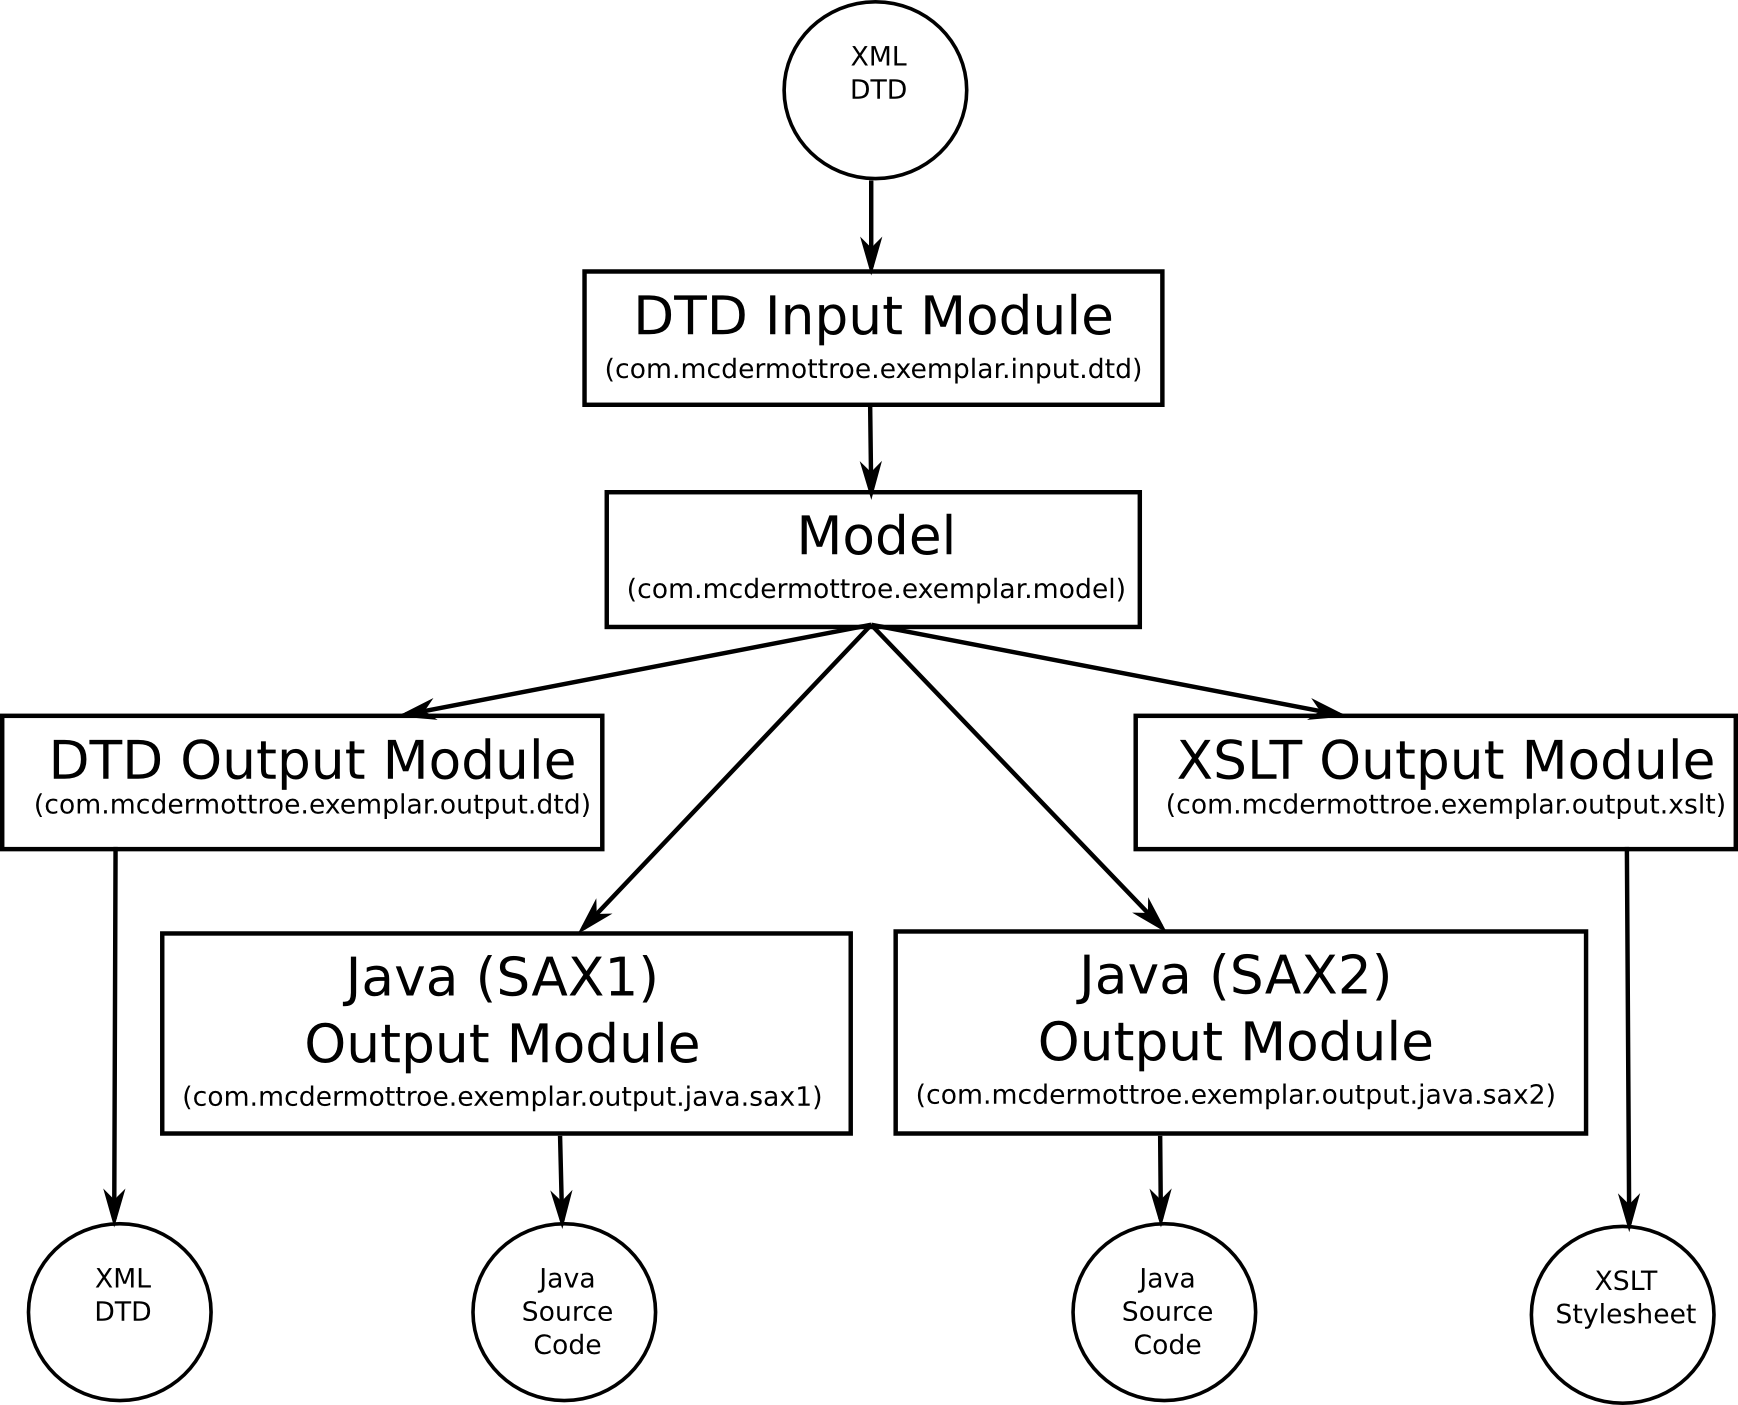 XML
DTD
DTD Input Module
(com.mcdermottroe.exemplar.input.dtd)
Model
(com.mcdermottroe.exemplar.model)
DTD Output Module
(com.mcdermottroe.exemplar.output.dtd)
XSLT Output Module
(com.mcdermottroe.exemplar.output.xslt)
Java (SAX1)
Output Module
(com.mcdermottroe.exemplar.output.java.sax1)
Java (SAX2)
Output Module
(com.mcdermottroe.exemplar.output.java.sax2)
XML
DTD
Java
Source
Code
Java
Source
Code
XSLT
Stylesheet